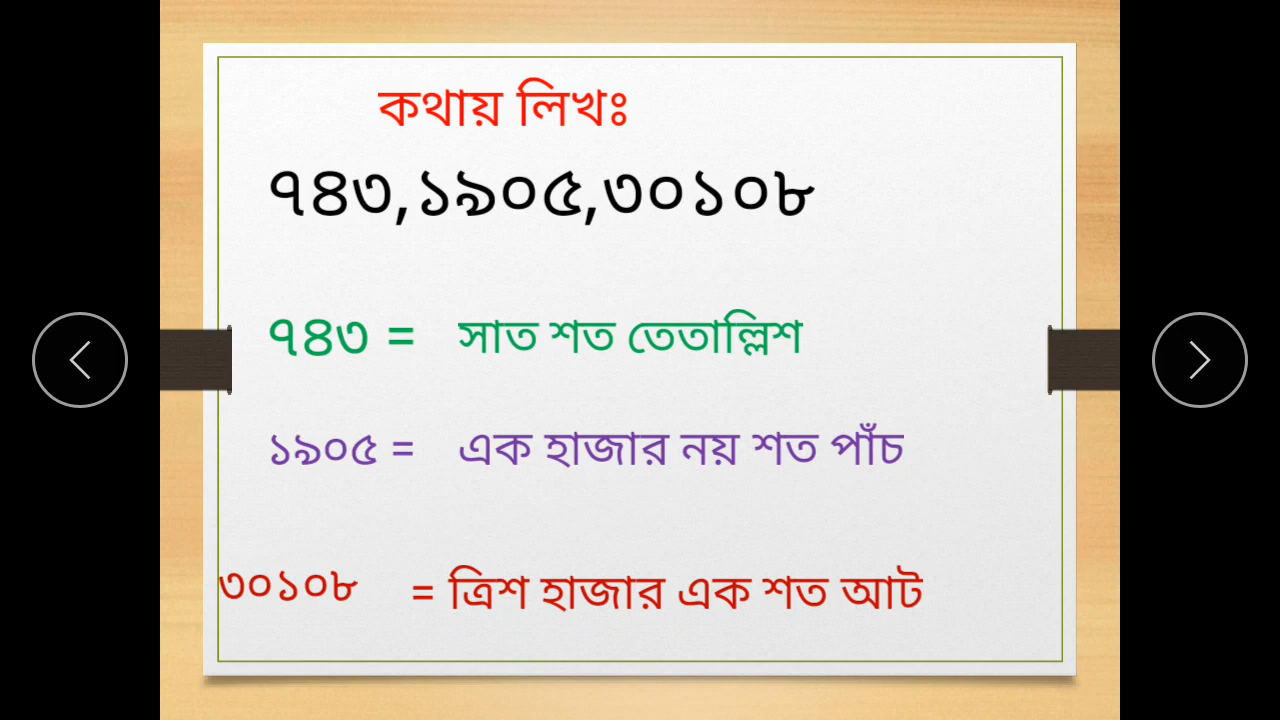 কথায় লিখঃ
৭৪৩,১৯০৫,৩০১০৮
৭৪৩ = সাত শত তেতাল্লিশ
১৯০৫ = এক হাজার নয় শত পাঁচ
৩০১০৮ = ত্রিশ হাজার এক শত আট